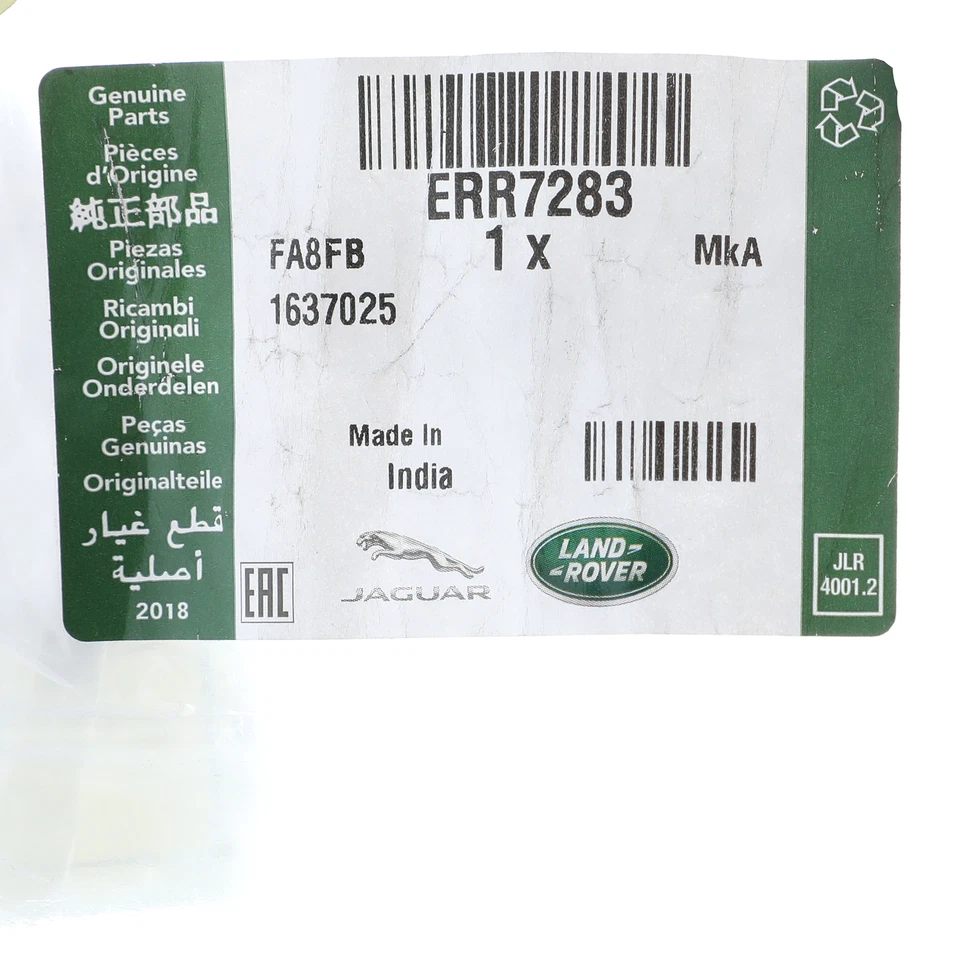 Genuine
Parts
Pièces
d'Origine
純正部品
Piezas
Originales
Ricambi
Originali
Originele
Onderdelen
Peças
Genuinas
Originalteile
قطع غيار
أصلية
2018
ERR7283
FA8FB
1 x
MkA
1637025
Made In
India
EAC
JAGUAR
LAND-
-ROVER
JLR
4001.2